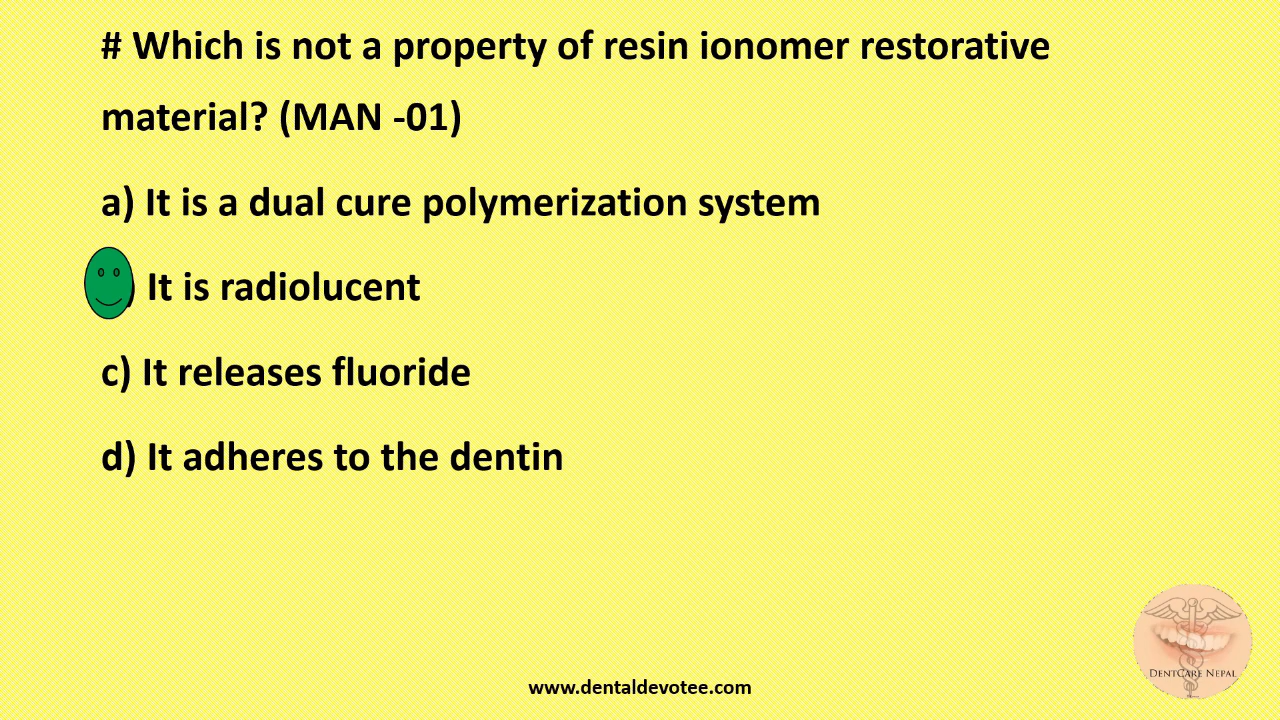 # Which is not a property of resin ionomer restorative
material? (MAN -01)
a) It is a dual cure polymerization system
) It is radiolucent
c) It releases fluoride
d) It adheres to the dentin
DENTCARE NEPAL
www.dentaldevotee.com